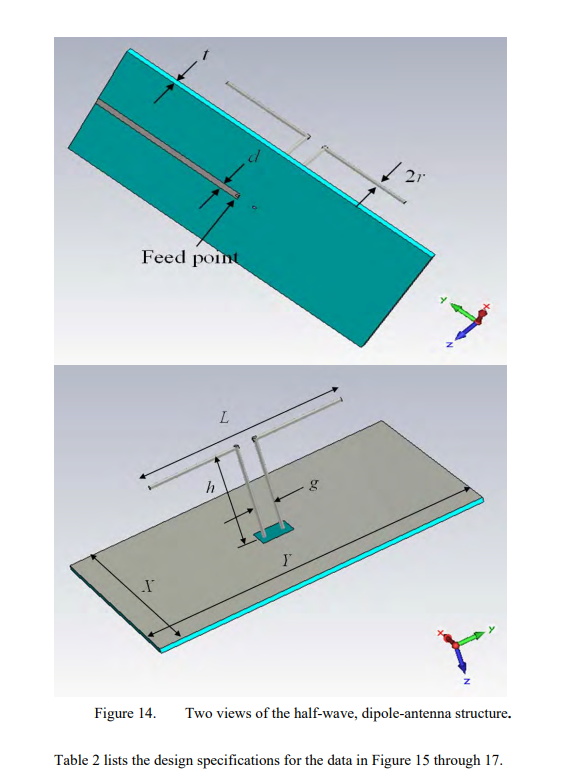 t
d
2r
Feed point
Y
X
Z
L
h
g
Y
X
X
Y
Z
Figure 14. Two views of the half-wave, dipole-antenna structure.
Table 2 lists the design specifications for the data in Figure 15 through 17.